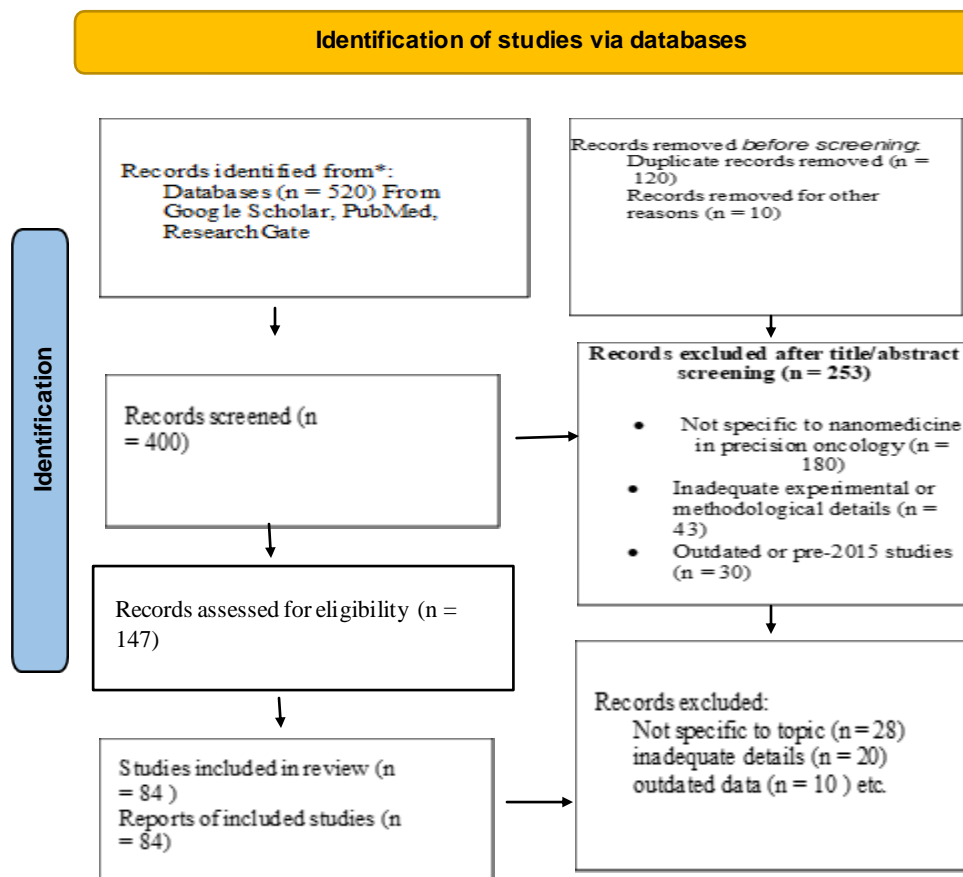 Identification of studies via databases
Records identified from*:
Databases (n = 520) From
Google Scholar, PubMed,
ResearchGate
Records removed before screening:
Duplicate records removed (n =
120)
Records removed for other
reasons (n = 10)
Identification
Records screened (n
= 400)
Records excluded after title/abstract
screening (n = 253)
● Not specific to nanomedicine
in precision oncology (n =
180)
● Inadequate experimental or
methodological details (n =
43)
● Outdated or pre-2015 studies
(n = 30)
Records assessed for eligibility (n =
147)
Records excluded:
Not specific to topic (n = 28)
inadequate details (n = 20)
outdated data (n = 10 ) etc.
Studies included in review (n
= 84 )
Reports of included studies (n
= 84)